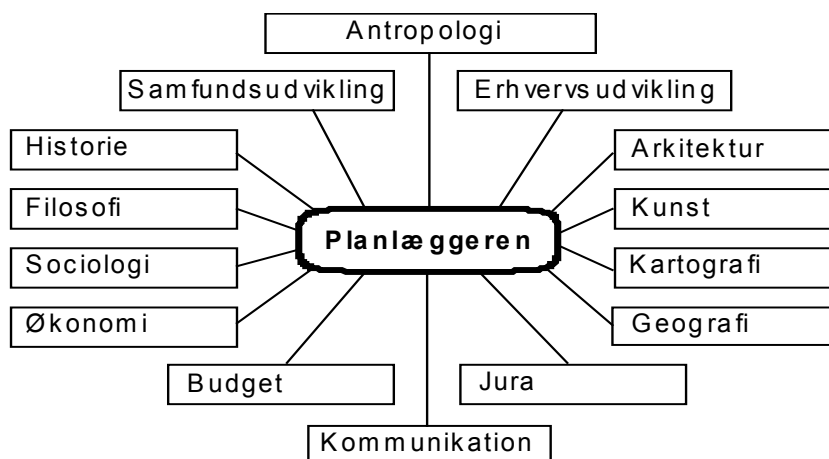 Antropologi
Samfundsudvikling
Erhvervsudvikling
Historie
Arkitektur
Filosofi
Kunst
Planlæggeren
Sociologi
Kartografi
Økonomi
Geografi
Budget
Jura
Kommunikation